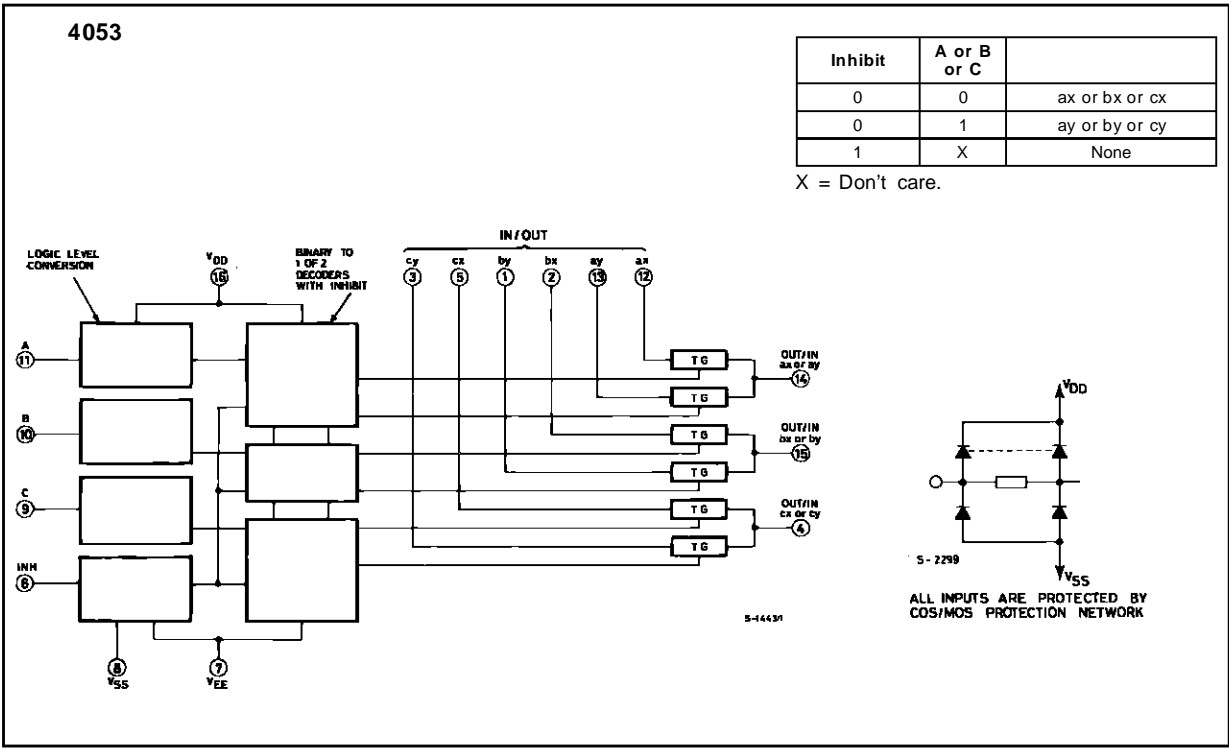 4053
Inhibit A or B or C
0 0 ax or bx or cx
0 1 ay or by or cy
1 X None
X = Don't care.
IN/OUT
LOGIC LEVEL
CONVERSION
VDD
16
BINARY TO
1 OF 2
DECODERS
WITH INHIBIT
cy cx by bx ay ax
3 5 1 2 13 12
A
11
B
10
C
9
INH
6
8
VSS
7
VEE
TG
TG
TG
TG
TG
TG
OUT/IN
ax or ay
14
OUT/IN
bx or by
15
OUT/IN
cx or cy
4
VDD
VSS
S-2299
ALL INPUTS ARE PROTECTED BY
COS/MOS PROTECTION NETWORK